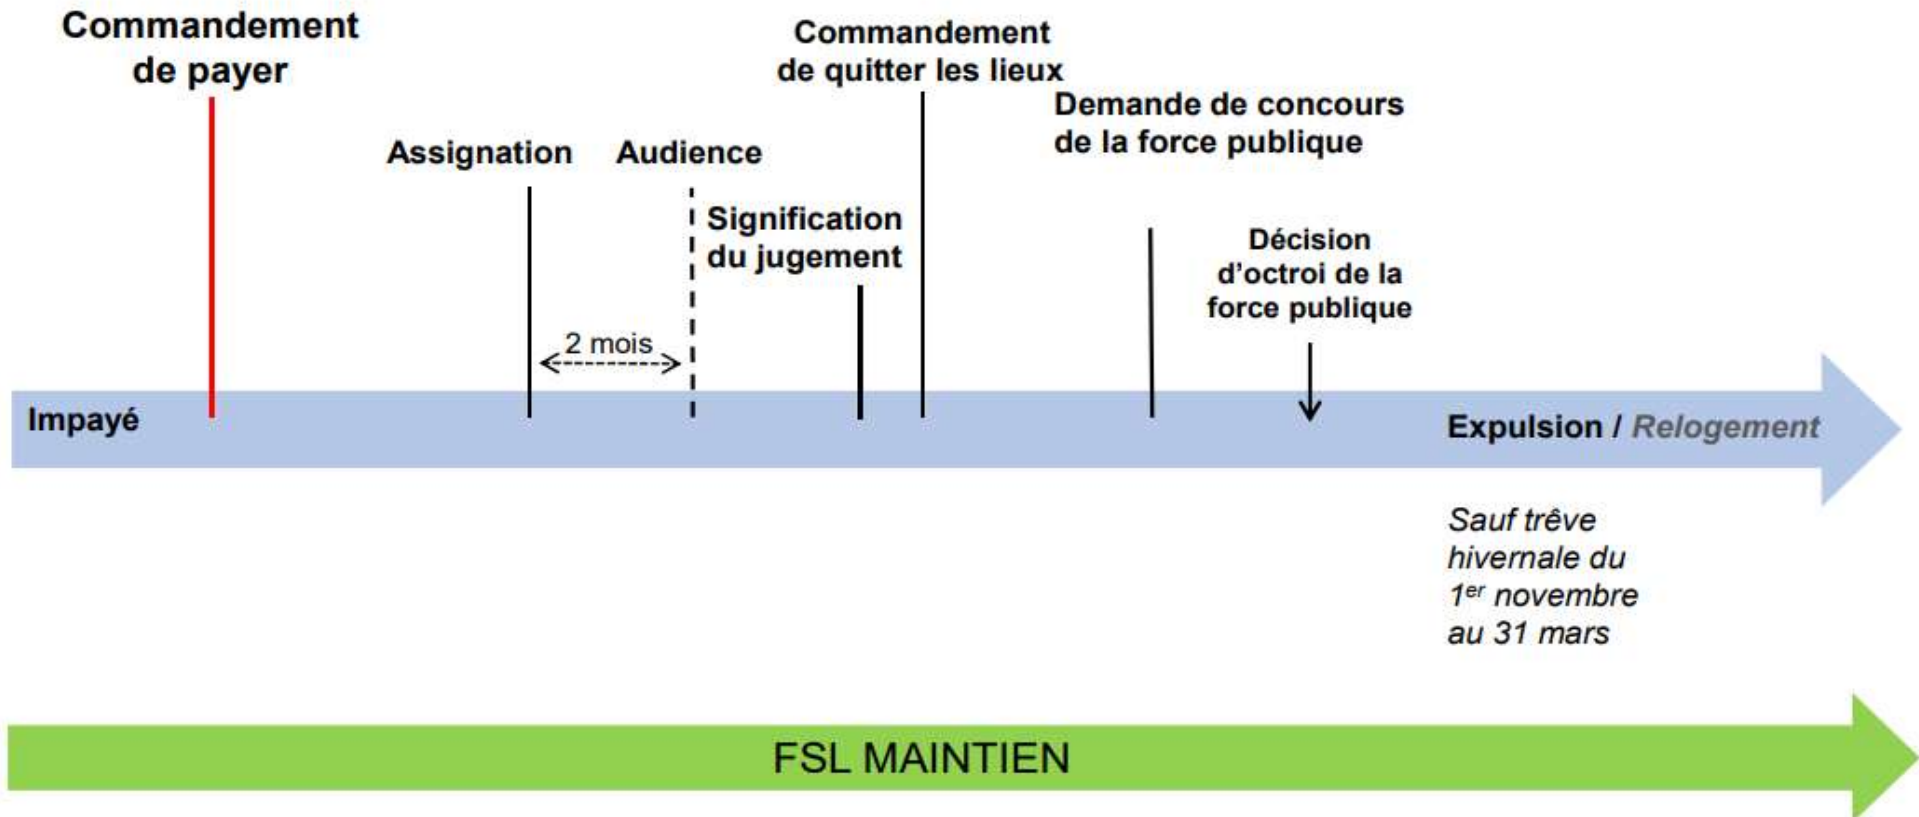 Commandement
de payer
Commandement
de quitter les lieux
Demande de concours
de la force publique
Assignation
Audience
Signification
du jugement
Décision
d'octroi de la
force publique
2 mois
Impayé
Expulsion / Relogement
Sauf trêve
hivernale du
1er novembre
au 31 mars
FSL MAINTIEN